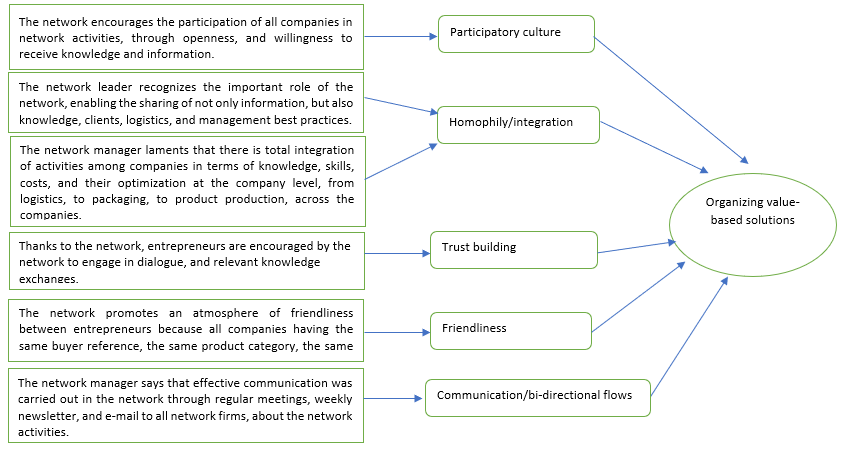 The network encourages the participation of all companies in
network activities, through openness, and willingness to
receive knowledge and information.
Participatory culture
The network leader recognizes the important role of the
network, enabling the sharing of not only information, but also
knowledge, clients, logistics, and management best practices.
Homophily/integration
The network manager laments that there is total integration
of activities among companies in terms of knowledge, skills,
costs, and their optimization at the company level, from
logistics, to packaging, to product production, across the
companies.
Organizing value-
based solutions
Thanks to the network, entrepreneurs are encouraged by the
network to engage in dialogue, and relevant knowledge
exchanges.
Trust building
The network promotes an atmosphere of friendliness
between entrepreneurs because all companies having the
same buyer reference, the same product category, the same
Friendliness
The network manager says that effective communication was
carried out in the network through regular meetings, weekly
newsletter, and e-mail to all network firms, about the network
activities.
Communication/bi-directional flows